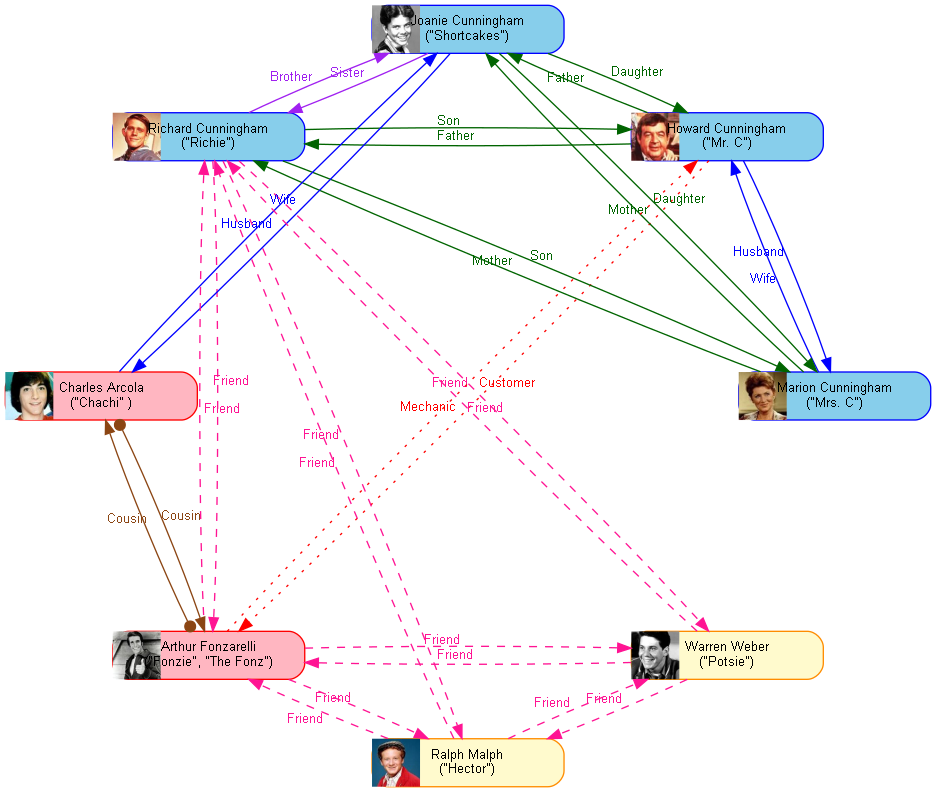 Joanie Cunningham
("Shortcakes")
Brother
Sister
Father
Daughter
Richard Cunningham
("Richie")
Son
Father
Howard Cunningham
("Mr. C")
Wife
Husband
Mother
Daughter
Mother
Son
Husband
Wife
Charles Arcola
("Chachi" )
Friend
Friend
Friend
Customer
Mechanic
Friend
Marion Cunningham
("Mrs. C")
Friend
Friend
Cousin
Cousin
Arthur Fonzarelli
("Fonzie", "The Fonz")
Friend
Friend
Warren Weber
("Potsie")
Friend
Friend
Friend
Friend
Ralph Malph
("Hector")